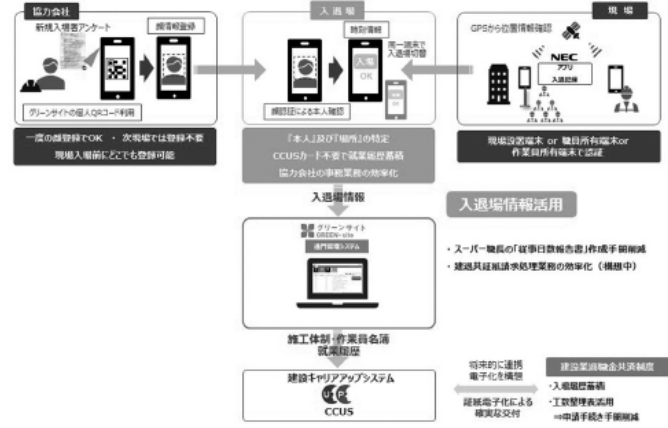 協力会社
新規入場者アンケート
顔情報登録
グリーンサイトの個人QRコード利用
一度の顔登録でOK ・ 次現場では登録不要
現場入場前にどこでも登録可能
入退場
時刻情報
入場
OK
同一端末で
入退場切替
顔認証による本人確認
『本人』及び『場所』の特定
CCUSカード不要で就業履歴蓄積
協力会社の事務業務の効率化
現場
GPSから位置情報確認
NEC
アプリ
入退記録
現場設置端末 or 職員所有端末or
作業員所有端末で認証
入退場情報
グリーンサイト
GREEN-site
通門管理システム
入退場情報活用
・スーパー職長の「従事日数報告書」作成手間削減
・建退共証紙請求処理業務の効率化（構想中）
施工体制・作業員名簿
就業履歴
建設キャリアアップシステム
CCUS
将来的に連携
電子化を構想
証紙電子化による
確実な交付
建設業退職金共済制度
・入場履歴蓄積
・工数整理表活用
⇒申請手続き手間削減